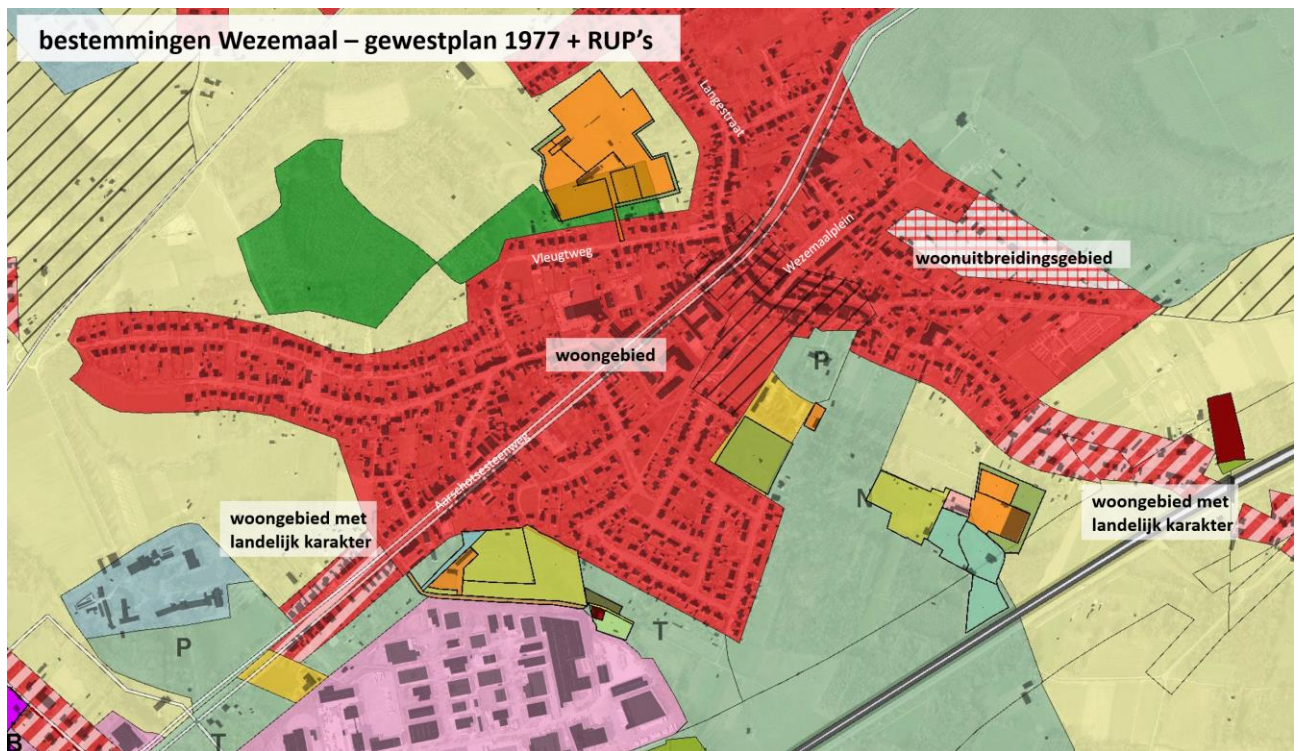 bestemmingen Wezemaal – gewestplan 1977 + RUP's
Langestraat
Wezemaalplein
Vleugtweg
woonuitbreidingsgebied
woongebied
P
Aarschotsesteenweg
N
woongebied met
landelijk karakter
woongebied met
landelijk karakter
L
T
P
T
B